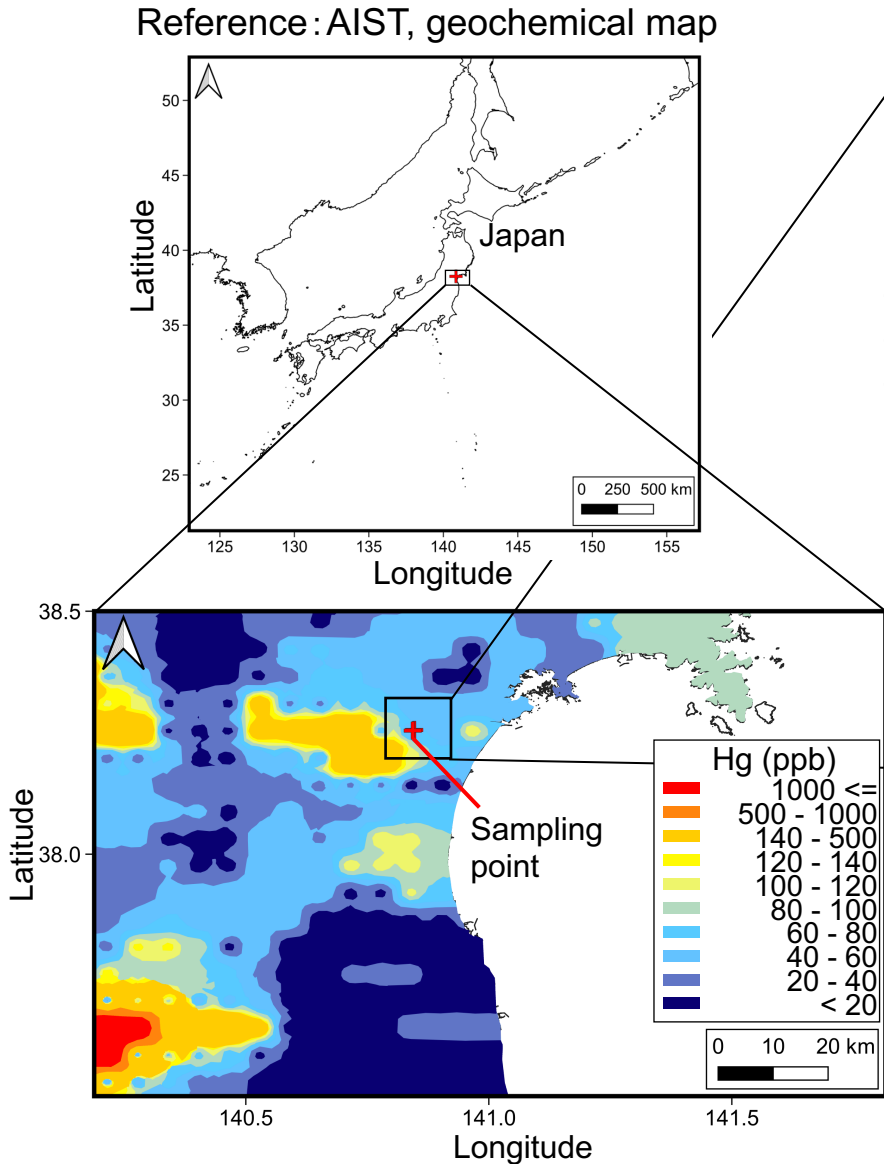 Reference：AIST, geochemical map
50
45
40
35
30
25
Latitude
Japan
0 250 500 km
125 130 135 140 145 150 155
Longitude
38.5
38.0
Latitude
Sampling
point
Hg (ppb)
1000 <=
500 - 1000
140 - 500
120 - 140
100 - 120
80 - 100
60 - 80
40 - 60
20 - 40
< 20
0 10 20 km
140.5 141.0 141.5
Longitude